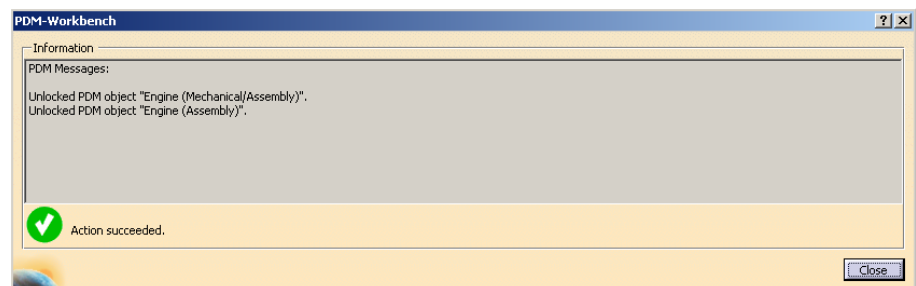 PDM-Workbench
Information
PDM Messages:
Unlocked PDM object "Engine (Mechanical/Assembly)".
Unlocked PDM object "Engine (Assembly)".
Action succeeded.
Close